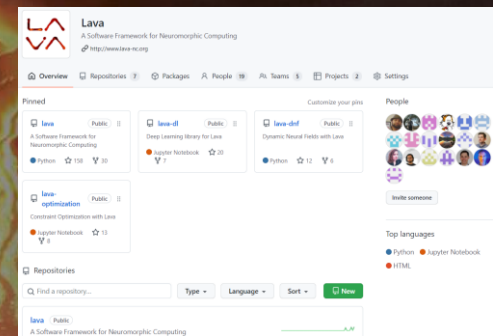 LAVA
Lava
A Software Framework for Neuromorphic Computing
http://www.lava-nc.org
Overview Repositories 7 Packages People 19 Teams 5 Projects 2 Settings
Pinned Customize your pins
lava Public
A Software Framework for
Neuromorphic Computing
Python 156 30
lava-dl Public
Deep Learning library for Lava
Jupyter Notebook 20
7
lava-dnf Public
Dynamic Neural Fields with Lava
Python 12 6
lava-
optimization Public
Constraint Optimization with Lava
Jupyter Notebook 13
8
People
Invite someone
Top languages
Python Jupyter Notebook
HTML
Repositories
Find a repository... Type Language Sort New
lava Public
A Software Framework for Neuromorphic Computing